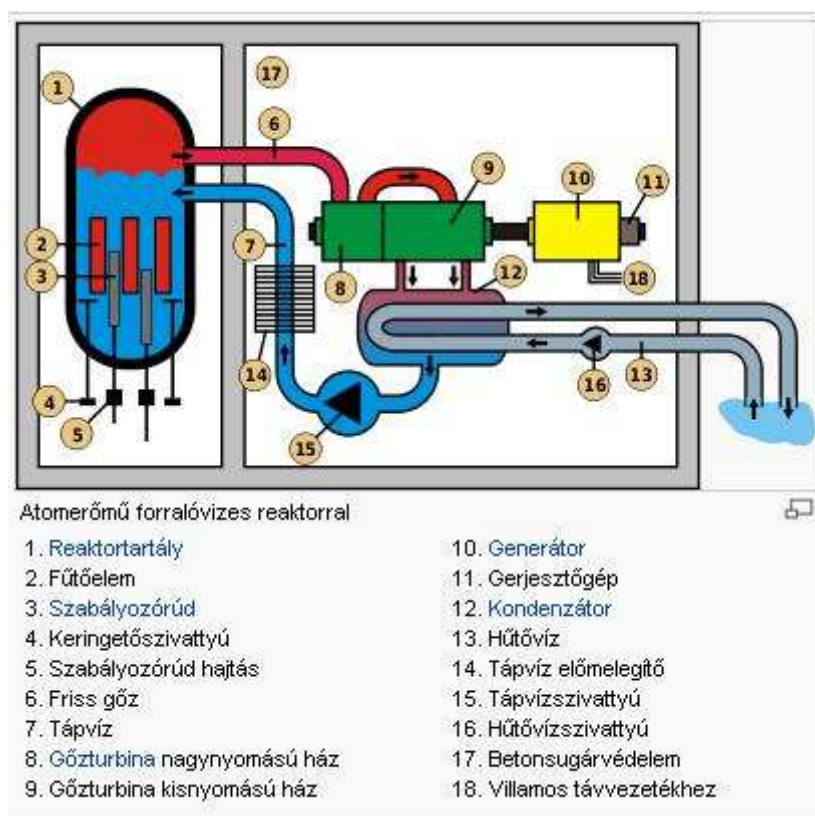 1
17
6
9
10
11
2
7
3
12
8
18
14
13
4
16
5
15
Atomerőmű forralóvizes reaktorral
1. Reaktortartály
2. Fűtőelem
3. Szabályozórúd
4. Keringetőszivattyú
5. Szabályozórúd hajtás
6. Friss gőz
7. Tápvíz
8. Gőzturbina nagynyomású ház
9. Gőzturbina kisnyomású ház
10. Generátor
11. Gerjesztőgép
12. Kondenzátor
13. Hűtővíz
14. Tápvíz előmelegítő
15. Tápvízszivattyú
16. Hűtővízszivattyú
17. Betonsugárvédelem
18. Villamos távvezetékhez